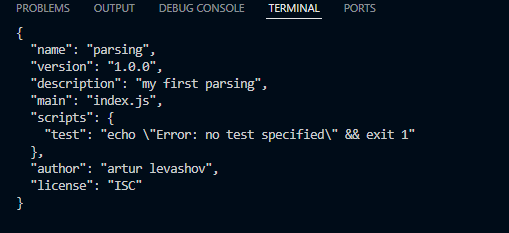 PROBLEMS OUTPUT DEBUG CONSOLE TERMINAL PORTS
{
  "name": "parsing",
  "version": "1.0.0",
  "description": "my first parsing",
  "main": "index.js",
  "scripts": {
    "test": "echo \"Error: no test specified\" && exit 1"
  },
  "author": "artur levashov",
  "license": "ISC"
}